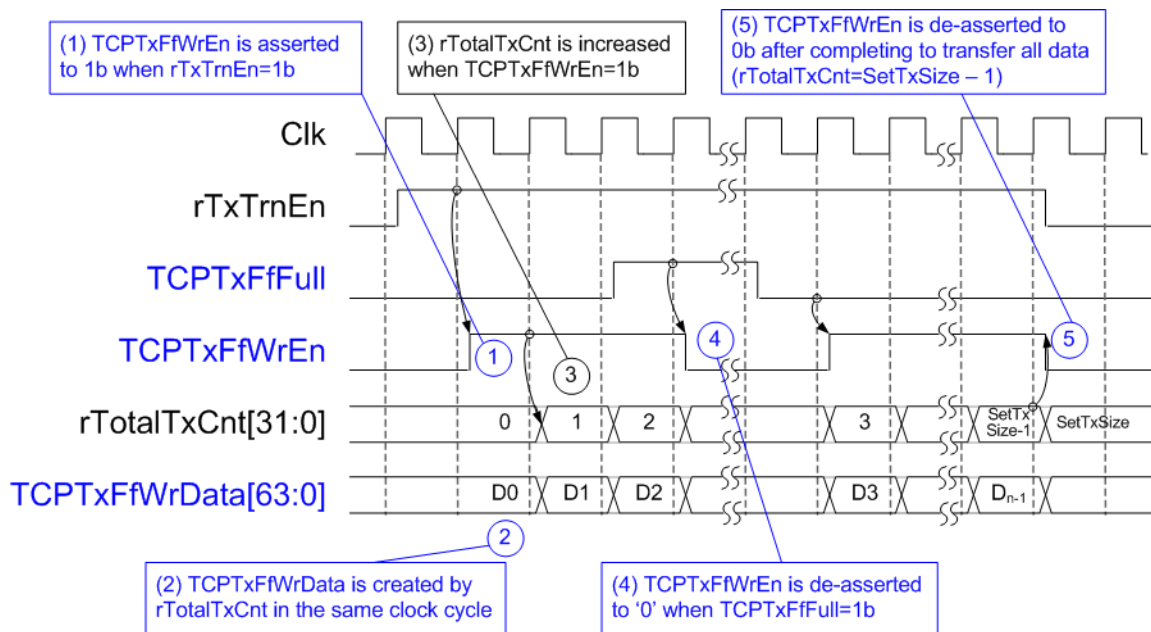 (1) TCPTxFfWrEn is asserted
to 1b when rTxTrnEn=1b
(3) rTotalTxCnt is increased
when TCPTxFfWrEn=1b
(5) TCPTxFfWrEn is de-asserted to
0b after completing to transfer all data
(rTotalTxCnt=SetTxSize – 1)
Clk
rTxTrnEn
TCPTxFfFull
TCPTxFfWrEn
1
3
4
5
rTotalTxCnt[31:0]
0
1
2
3
SetTx
Size-1
SetTxSize
TCPTxFfWrData[63:0]
D0
D1
D2
D3
Dn-1
2
(2) TCPTxFfWrData is created by
rTotalTxCnt in the same clock cycle
(4) TCPTxFfWrEn is de-asserted
to ‘0’ when TCPTxFfFull=1b